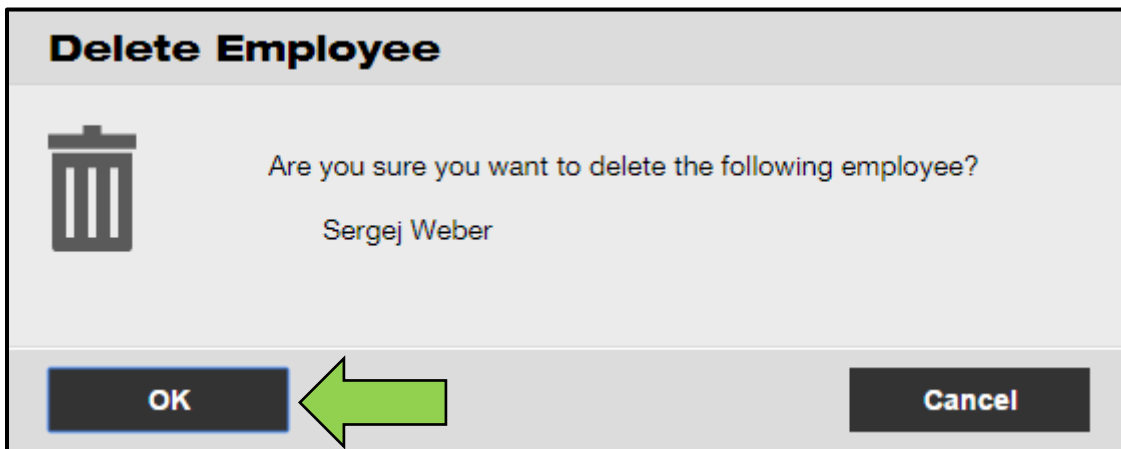 Delete Employee
Are you sure you want to delete the following employee?
Sergej Weber
OK
Cancel